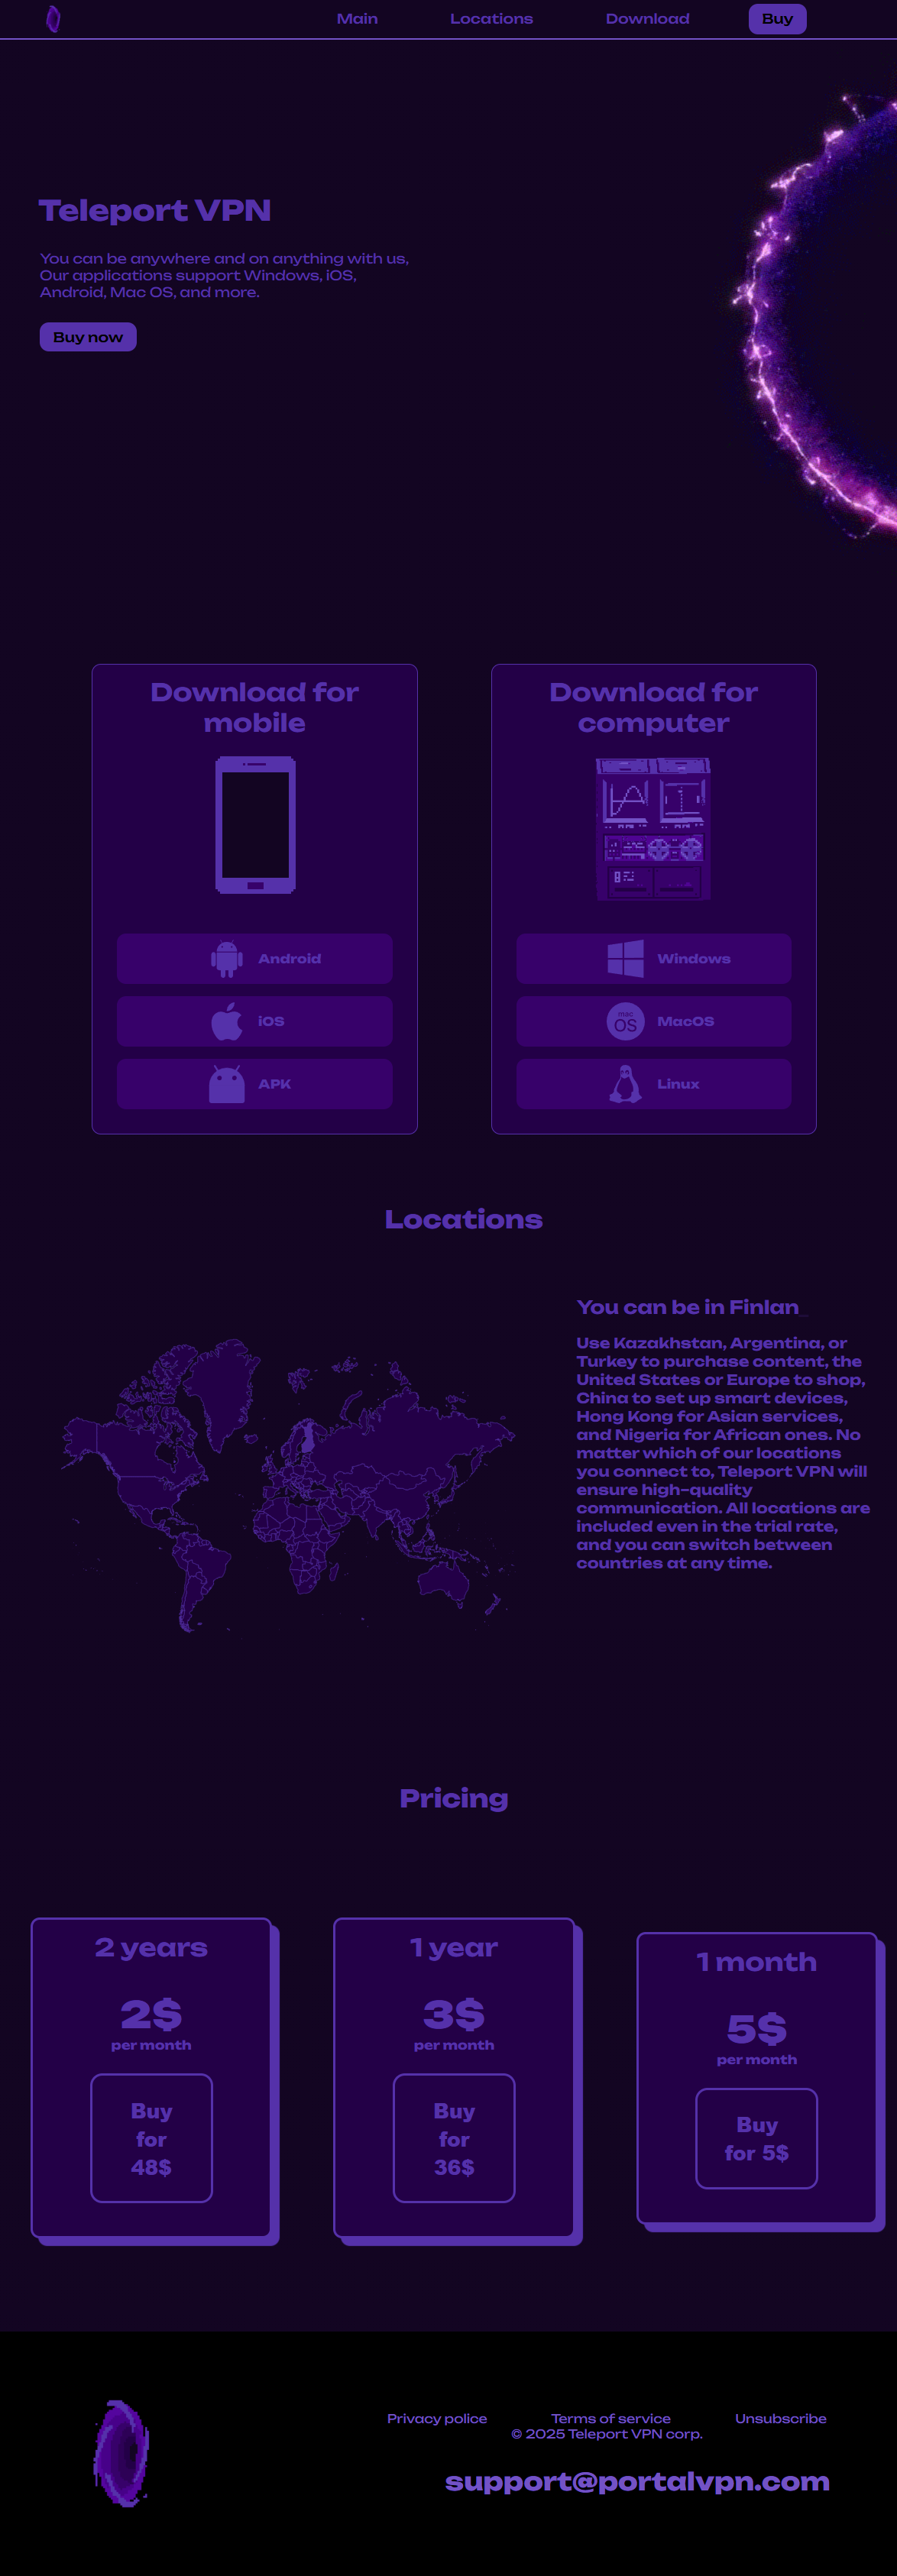 Main Locations Download Buy
Teleport VPN
You can be anywhere and on anything with us,
Our applications support Windows, iOS,
Android, Mac OS, and more.
Buy now
Download for
mobile
Android
iOS
APK
Download for
computer
Windows
mac
OS
MacOS
Linux
Locations
You can be in Finlan_
Use Kazakhstan, Argentina, or
Turkey to purchase content, the
United States or Europe to shop,
China to set up smart devices,
Hong Kong for Asian services,
and Nigeria for African ones. No
matter which of our locations
you connect to, Teleport VPN will
ensure high-quality
communication. All locations are
included even in the trial rate,
and you can switch between
countries at any time.
Pricing
2 years
2$
per month
Buy
for
48$
1 year
3$
per month
Buy
for
36$
1 month
5$
per month
Buy
for 5$
Privacy police Terms of service Unsubscribe
© 2025 Teleport VPN corp.
support@portalvpn.com